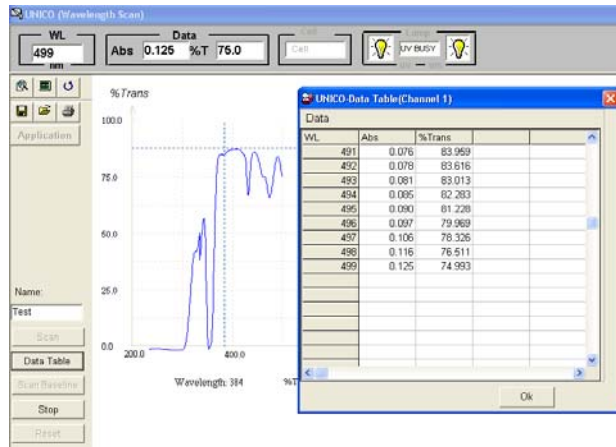 UNICO (Wavelength Scan)
WL
499
nm
Data
Abs 0.125 %T 75.0
Cell
Cell
Lamp
UV BUSY
Application
%Trans
100.0
75.0
50.0
25.0
0.0
200.0
400.0
Wavelength: 384
%T
Name:
Test
Scan
Data Table
Scan Baseline
Stop
Reset
UNICO-Data Table(Channel 1)
Data
WL Abs %Trans
491 0.076 83.959
492 0.078 83.616
493 0.081 83.013
494 0.085 82.283
495 0.090 81.228
496 0.097 79.969
497 0.106 78.326
498 0.116 76.511
499 0.125 74.993
Ok